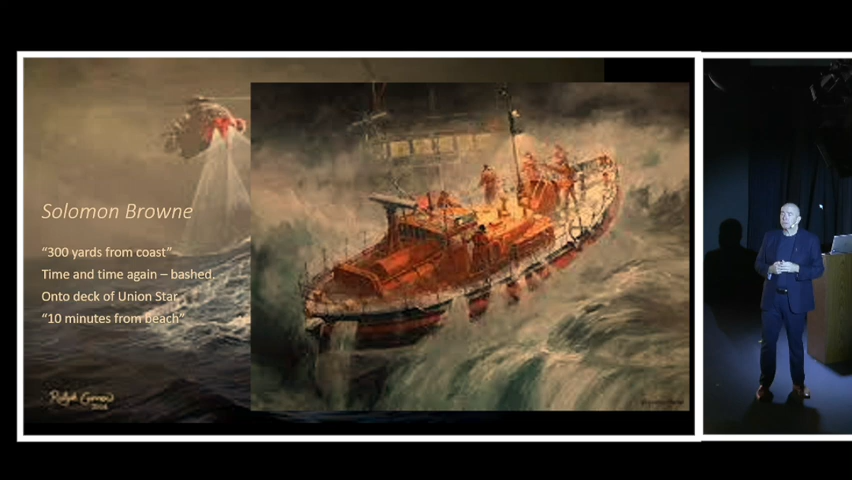 Solomon Browne
“300 yards from coast”
Time and time again – bashed.
Onto deck of Union Star
“10 minutes from beach”